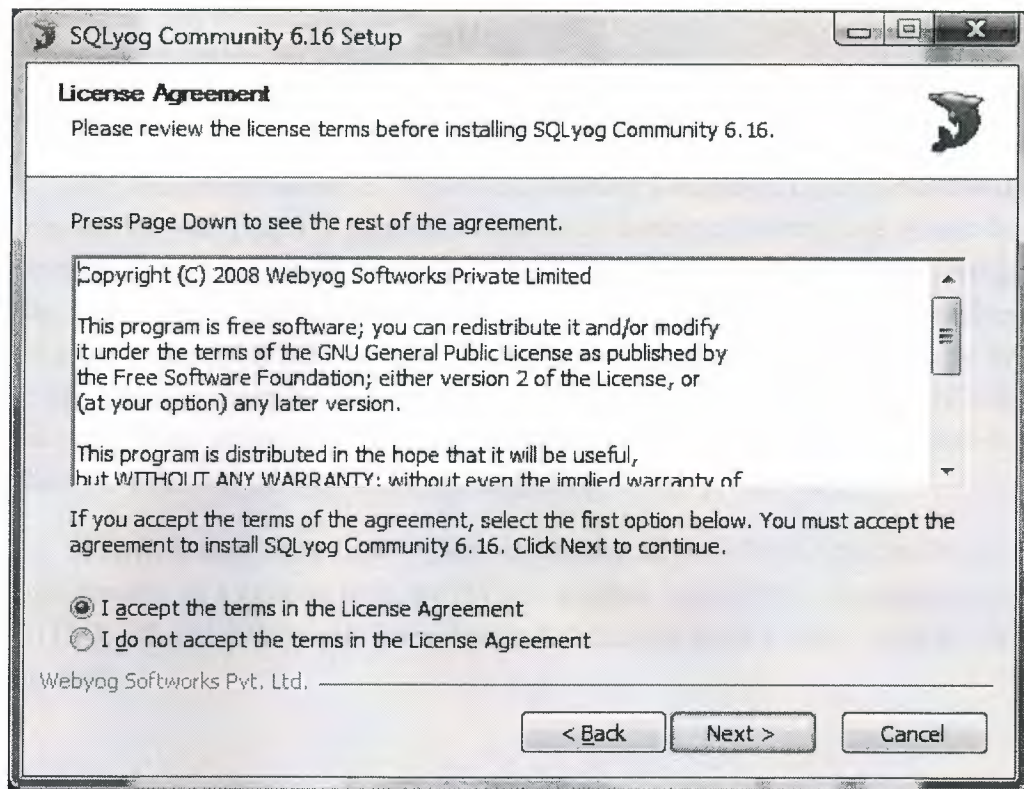 SQLyog Community 6.16 Setup
License Agreement
Please review the license terms before installing SQLyog Community 6.16.
Press Page Down to see the rest of the agreement.
Copyright (C) 2008 Webyog Softworks Private Limited
This program is free software; you can redistribute it and/or modify
it under the terms of the GNU General Public License as published by
the Free Software Foundation; either version 2 of the License, or
(at your option) any later version.
This program is distributed in the hope that it will be useful,
but WITHOUT ANY WARRANTY; without even the implied warranty of
If you accept the terms of the agreement, select the first option below. You must accept the
agreement to install SQLyog Community 6.16. Click Next to continue.
I accept the terms in the License Agreement
I do not accept the terms in the License Agreement
Webyog Softworks Pvt. Ltd.
< Back Next > Cancel